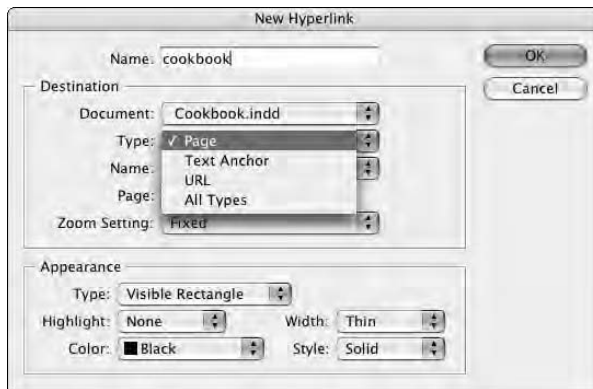 New Hyperlink
Name: cookbook
OK
Cancel
Destination
Document: Cookbook.indd
Type: ✓ Page
Text Anchor
URL
All Types
Name:
Page:
Zoom Setting: Fixed
Appearance
Type: Visible Rectangle
Highlight: None Width: Thin
Color: Black Style: Solid